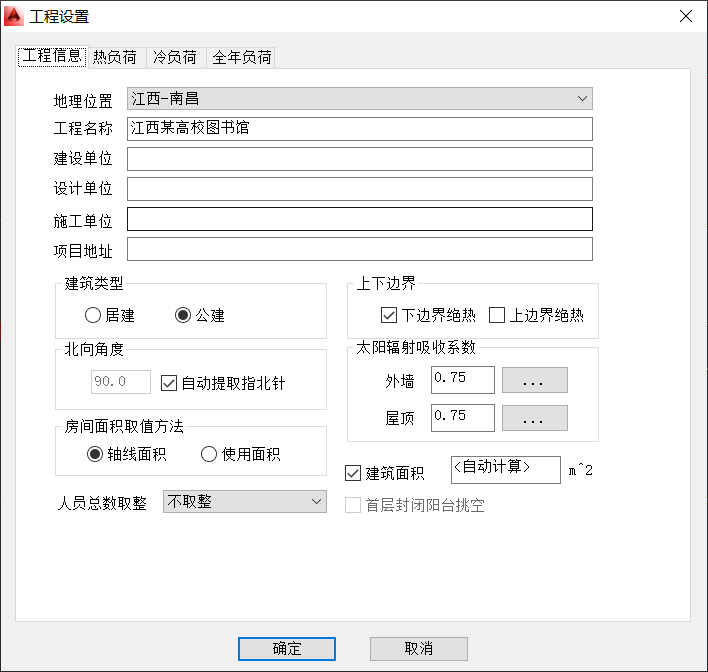 工程设置
工程信息 热负荷 冷负荷 全年负荷
地理位置 江西-南昌
工程名称 江西某高校图书馆
建设单位
设计单位
施工单位
项目地址
建筑类型
居建 公建
北向角度
90.0 自动提取指北针
房间面积取值方法
轴线面积 使用面积
人员总数取整 不取整
上下边界
下边界绝热 上边界绝热
太阳辐射吸收系数
外墙 0.75 ...
屋顶 0.75 ...
建筑面积 <自动计算> m^2
首层封闭阳台挑空
确定 取消